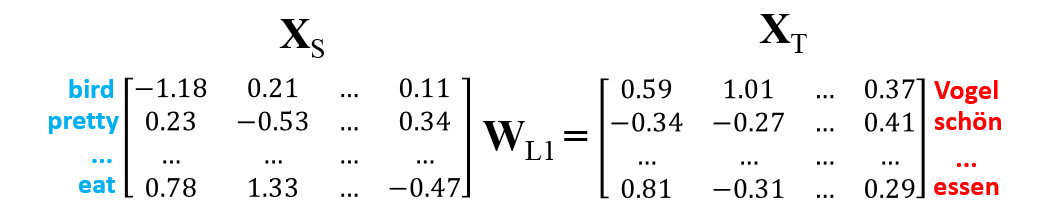 X_S X_T
bird −1.18 0.21 ... 0.11 0.59 1.01 ... 0.37 Vogel
pretty 0.23 −0.53 ... 0.34 W_L1 = −0.34 −0.27 ... 0.41 schön
... ... ... ... ... ... ... ... ... ...
eat 0.78 1.33 ... −0.47 0.81 −0.31 ... 0.29 essen